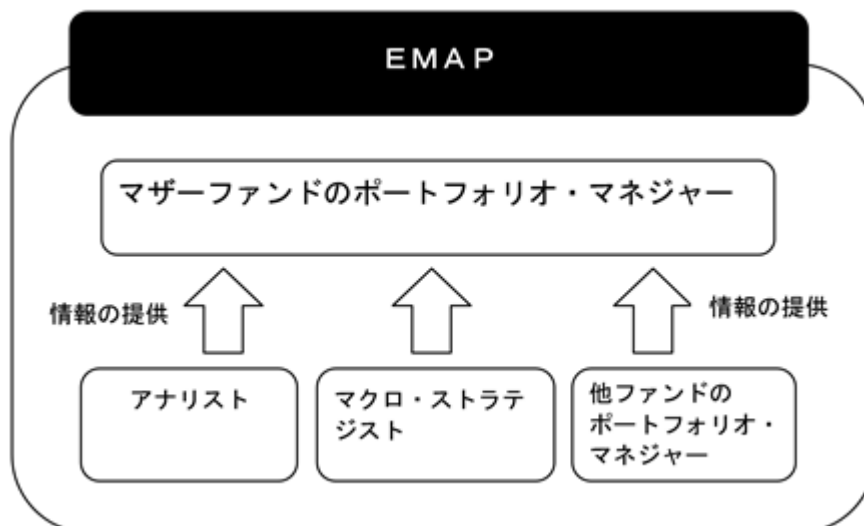 ＥＭＡＰ
マザーファンドのポートフォリオ・マネジャー
情報の提供
情報の提供
アナリスト
マクロ・ストラテ
ジスト
他ファンドの
ポートフォリオ・
マネジャー